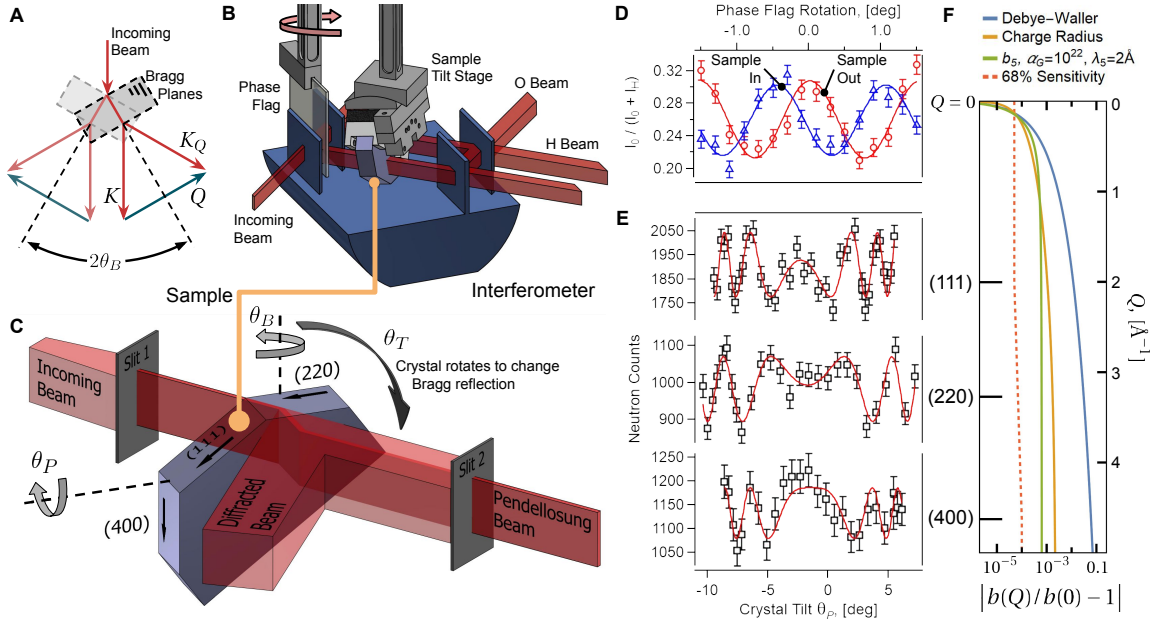 A
Incoming
Beam
Bragg
Planes
K_Q
K
Q
2θ_B
B
Phase
Flag
Sample
Tilt Stage
O Beam
H Beam
Incoming
Beam
Interferometer
Sample
C
Incoming
Beam
Slit 1
θ_B
θ_T
Crystal rotates to change
Bragg reflection
(220)
(111)
(400)
θ_P
Diffracted
Beam
Slit 2
Pendellosung
Beam
D
Phase Flag Rotation, [deg]
-1.0 0.0 1.0
Sample
In
Sample
Out
I_O / (I_O + I_H)
0.32
0.28
0.24
0.20
E
Neutron Counts
2050
1950
1850
1750
1100
1000
900
1250
1200
1150
1100
1050
-10 -5 0 5
Crystal Tilt θ_P, [deg]
F
Debye-Waller
Charge Radius
b_5, α_G=10^22, λ_5=2Å
68% Sensitivity
Q = 0
(111)
(220)
(400)
0
1
2
3
4
Q, [Å^-1]
10^-5 10^-3 0.1
|b(Q)/b(0) − 1|